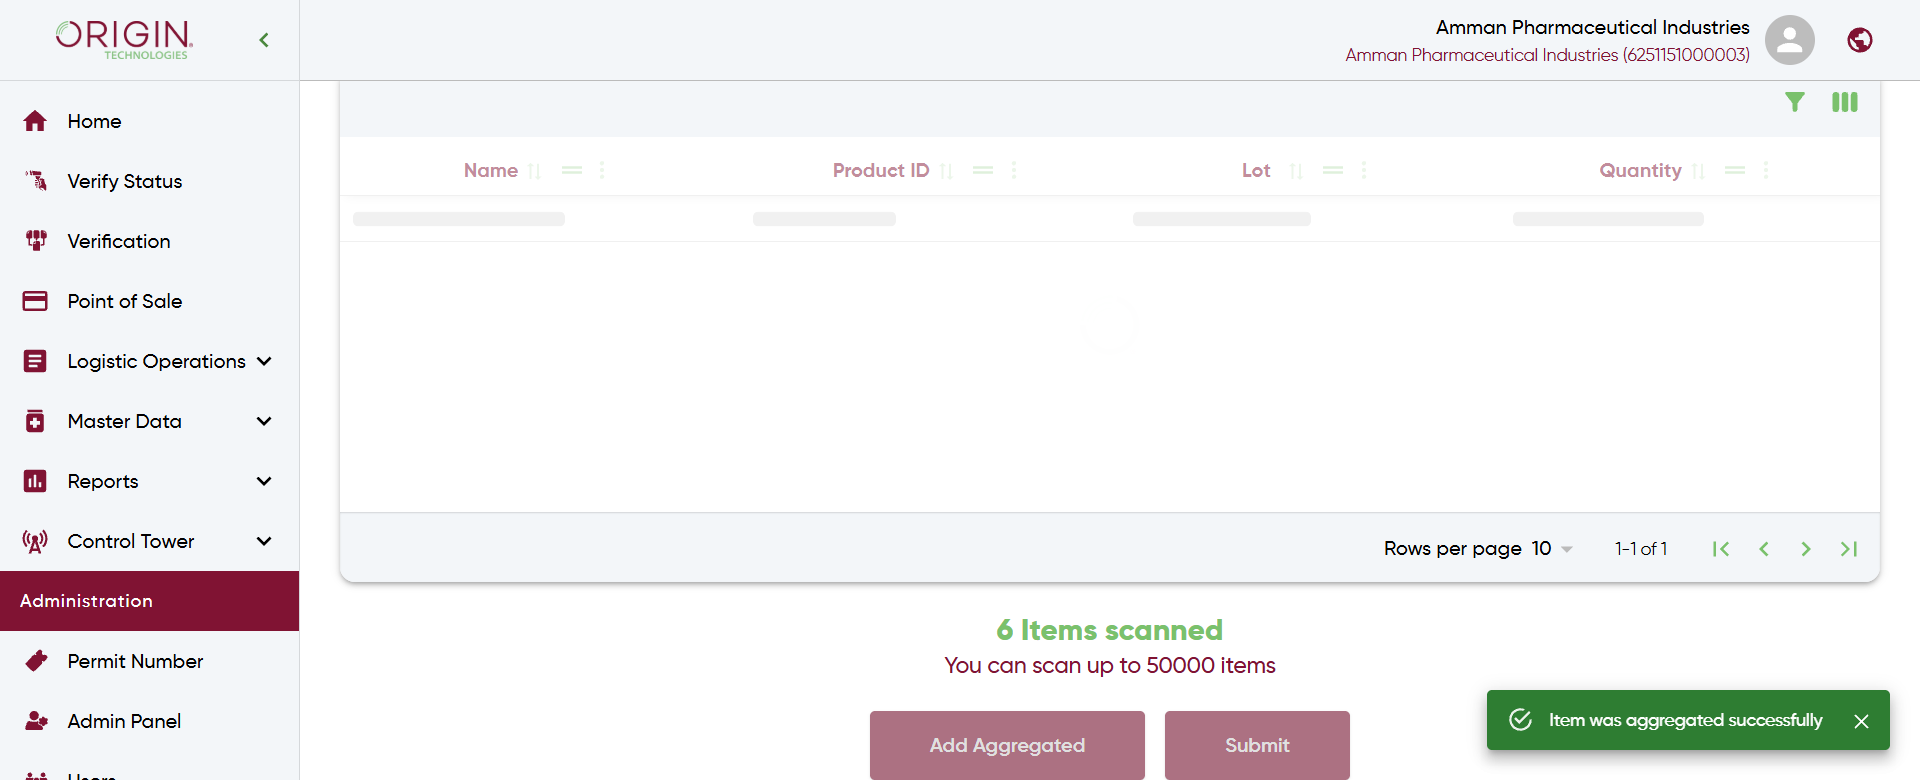 ORIGIN
TECHNOLOGIES
Amman Pharmaceutical Industries
Amman Pharmaceutical Industries (6251151000003)
Home
Verify Status
Verification
Point of Sale
Logistic Operations
Master Data
Reports
Control Tower
Administration
Permit Number
Admin Panel
Users
Name Product ID Lot Quantity
Rows per page 10 1-1 of 1
6 Items scanned
You can scan up to 50000 items
Add Aggregated Submit
Item was aggregated successfully